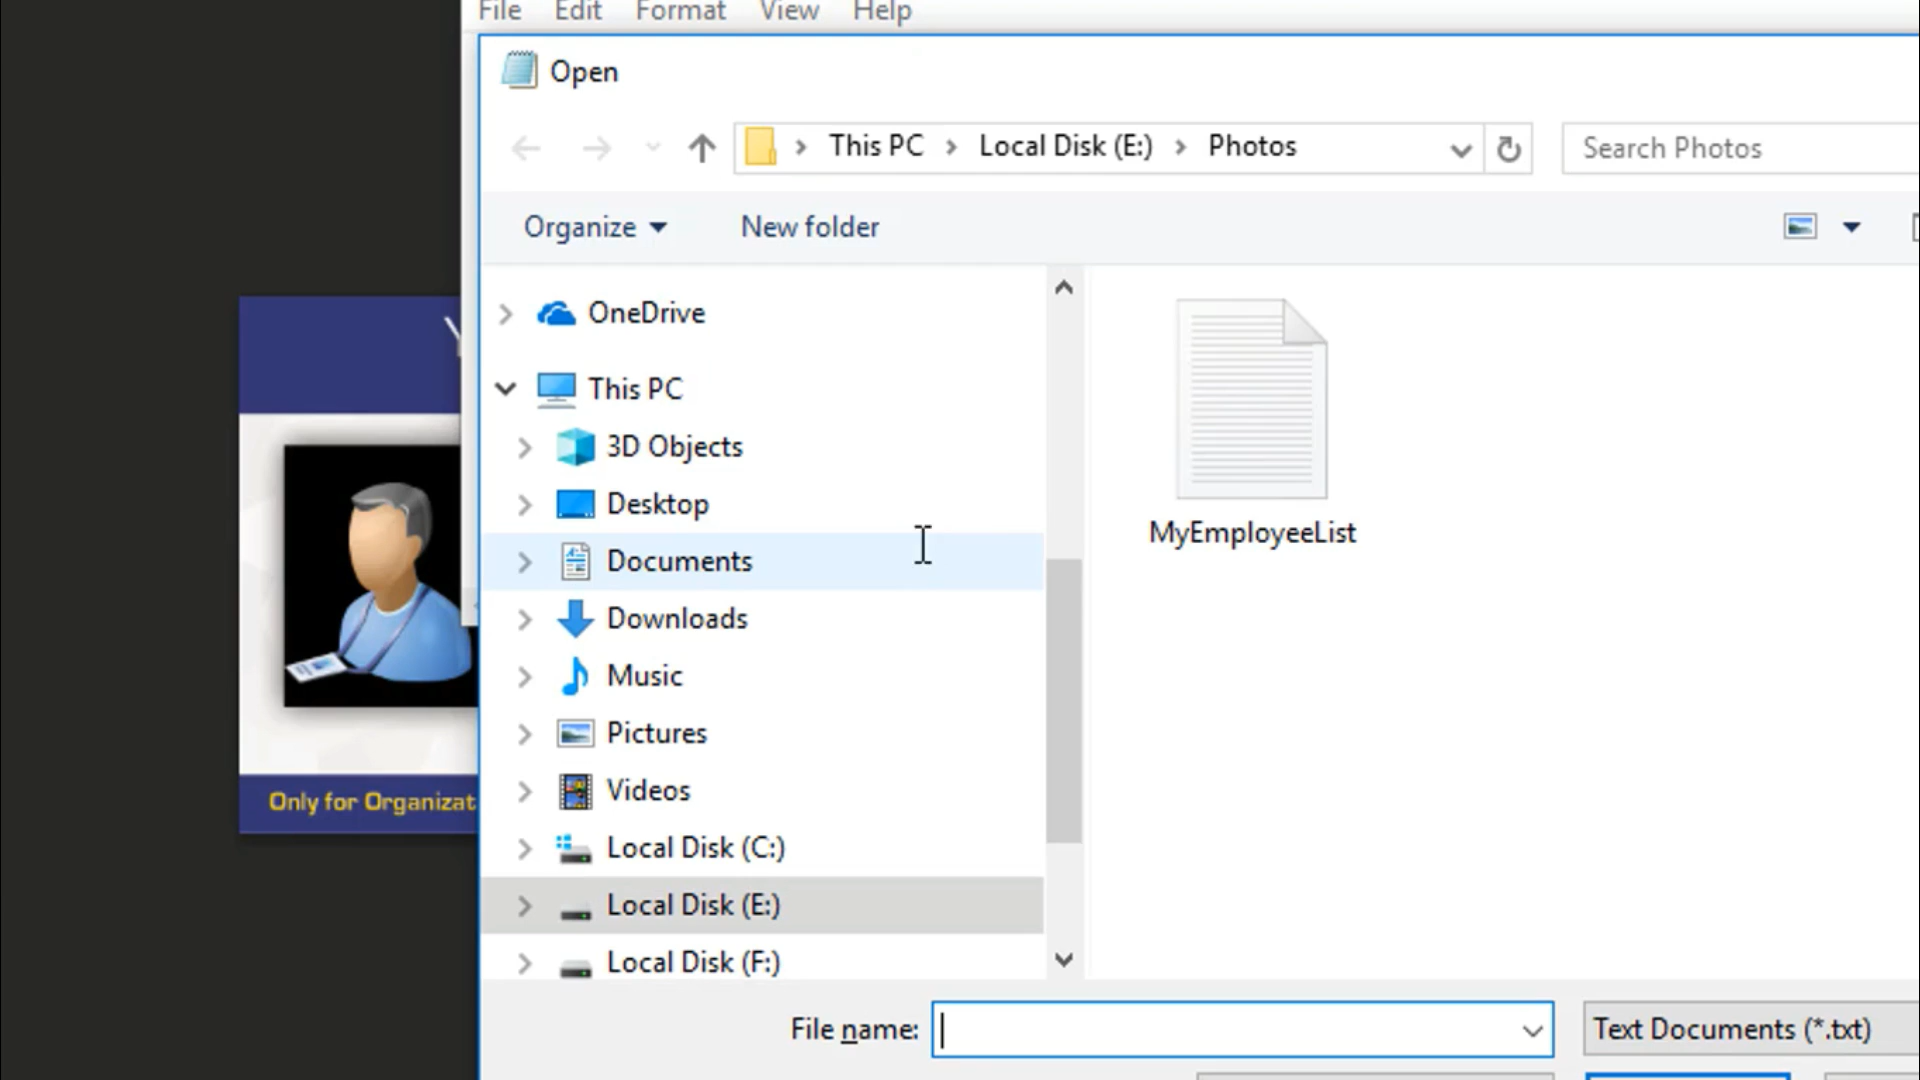 File Edit Format View Help
Open
This PC Local Disk (E:) Photos
Search Photos
Organize New folder
OneDrive
This PC
3D Objects
Desktop
Documents
Downloads
Music
Pictures
Videos
Local Disk (C:)
Local Disk (E:)
Local Disk (F:)
MyEmployeeList
Y
Only for Organizat
File name:
Text Documents (*.txt)